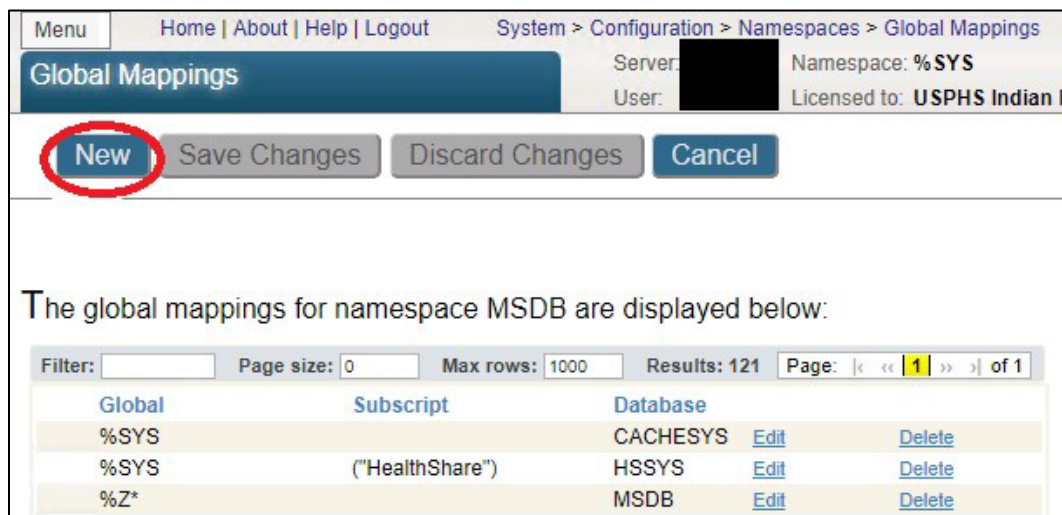 Menu Home | About | Help | Logout System > Configuration > Namespaces > Global Mappings
Global Mappings Server: Namespace: %SYS
User: Licensed to: USPHS Indian
New Save Changes Discard Changes Cancel
The global mappings for namespace MSDB are displayed below:
Filter: Page size: 0 Max rows: 1000 Results: 121 Page: |‹ ‹‹ 1 ›› ›| of 1
Global Subscript Database
%SYS CACHESYS Edit Delete
%SYS ("HealthShare") HSSYS Edit Delete
%Z* MSDB Edit Delete